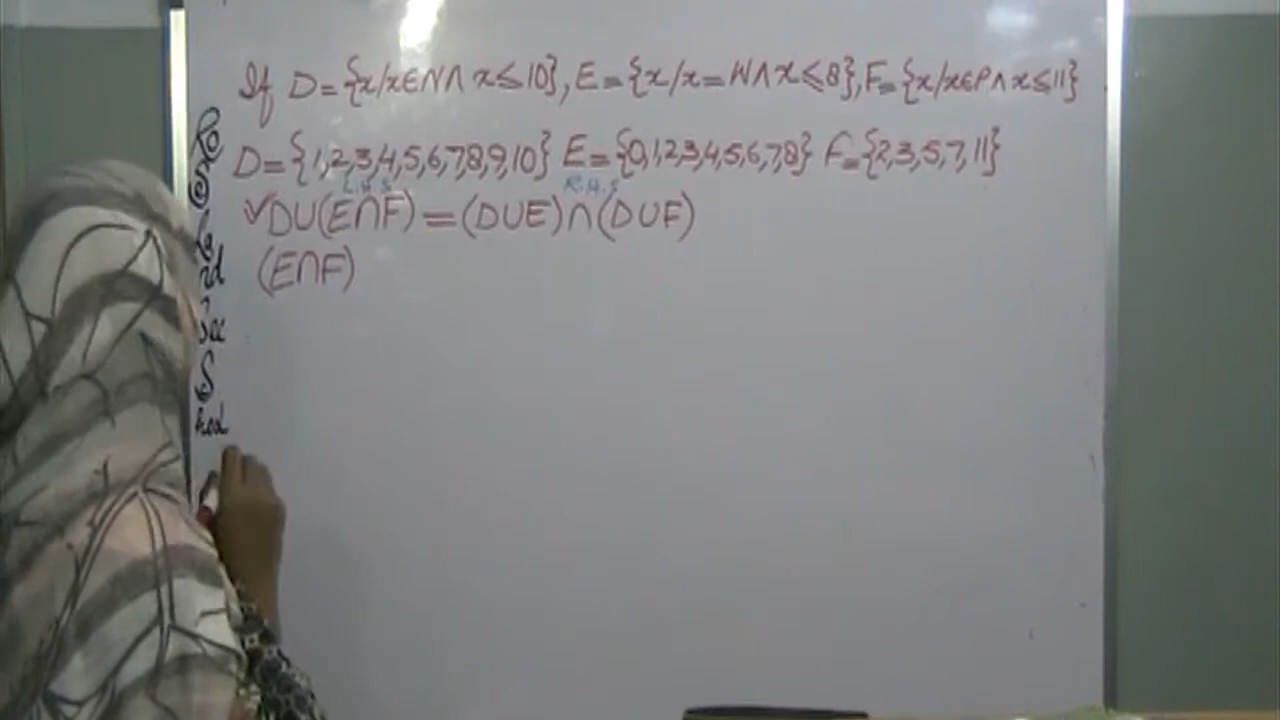 If D={x/x∈N∧ x≤10}, E={x/x=W∧x≤8}, F={x/x∈P∧x≤11}
D={1,2,3,4,5,6,7,8,9,10} E={0,1,2,3,4,5,6,7,8} F={2,3,5,7,11}
L.H.S R.H.S
✓DU(E∩F)=(DUE)∩(DUF)
(E∩F)